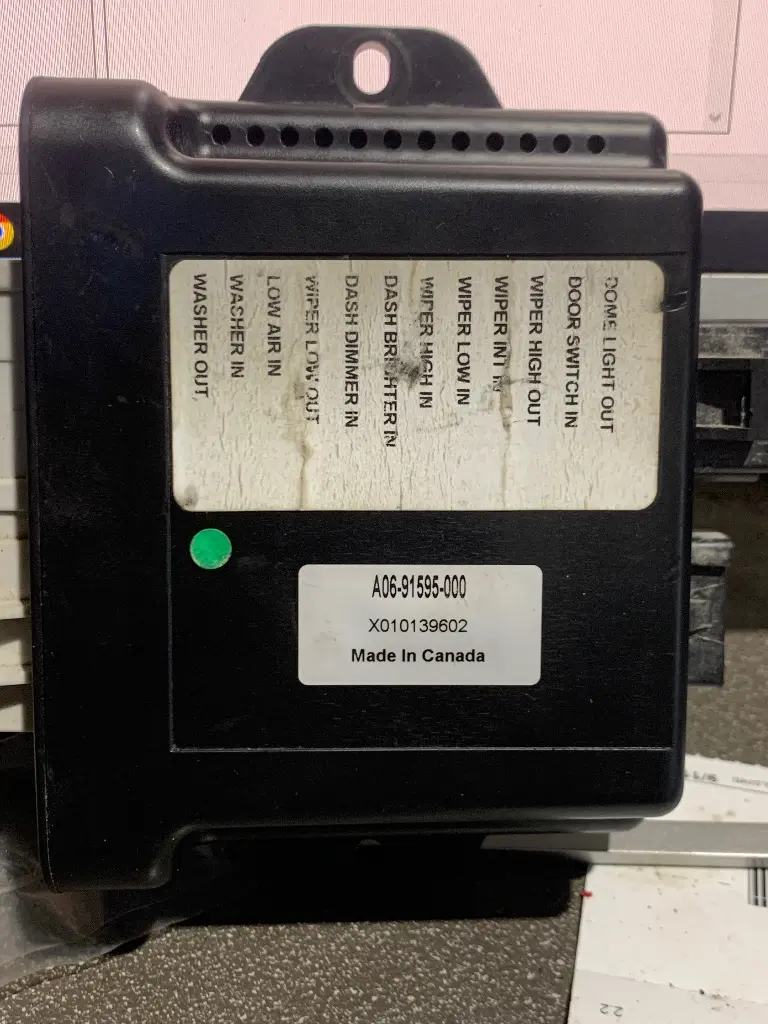 DOME LIGHT OUT
DOOR SWITCH IN
WIPER HIGH OUT
WIPER INT IN
WIPER LOW IN
WIPER HIGH IN
DASH BRIGHTER IN
DASH DIMMER IN
WIPER LOW OUT
LOW AIR IN
WASHER IN
WASHER OUT
A06-91595-000
X010139602
Made In Canada